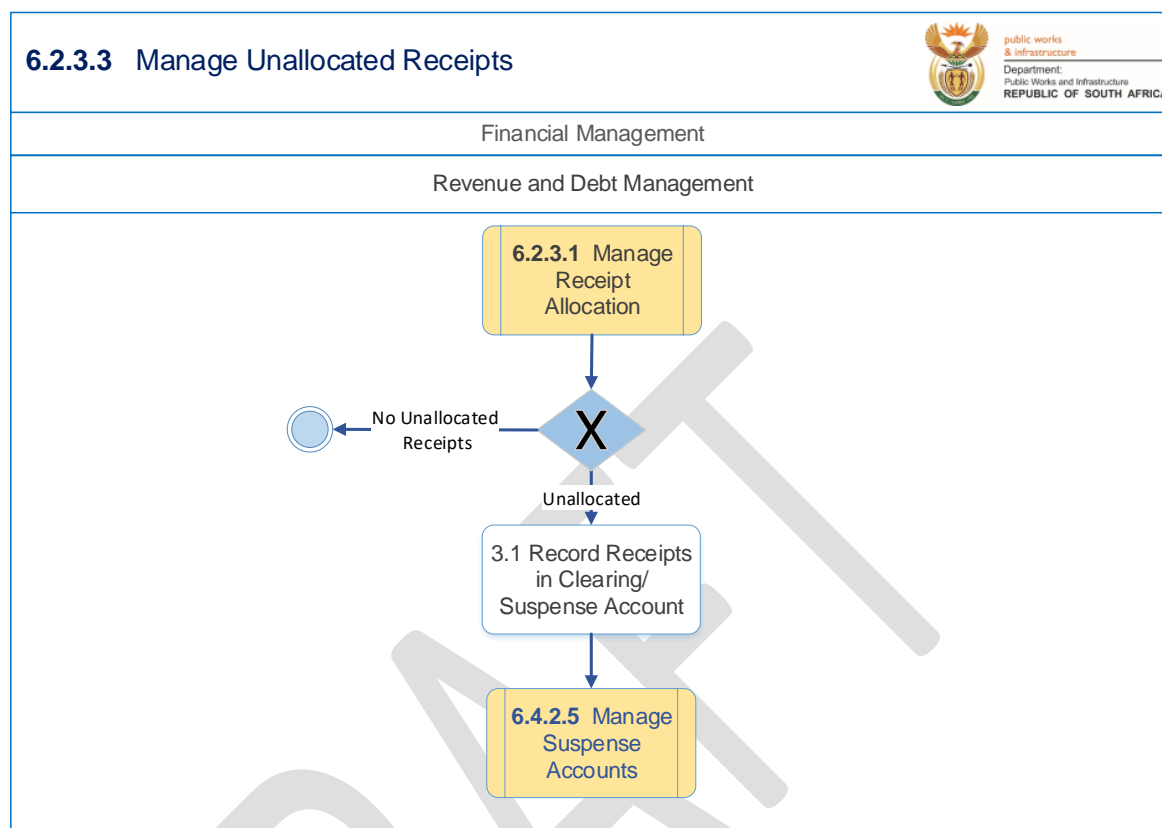 6.2.3.3 Manage Unallocated Receipts
public works
& infrastructure
Department:
Public Works and Infrastructure
REPUBLIC OF SOUTH AFRICA
Financial Management
Revenue and Debt Management
6.2.3.1 Manage
Receipt
Allocation
X
No Unallocated
Receipts
Unallocated
3.1 Record Receipts
in Clearing/
Suspense Account
6.4.2.5 Manage
Suspense
Accounts
DRAFT